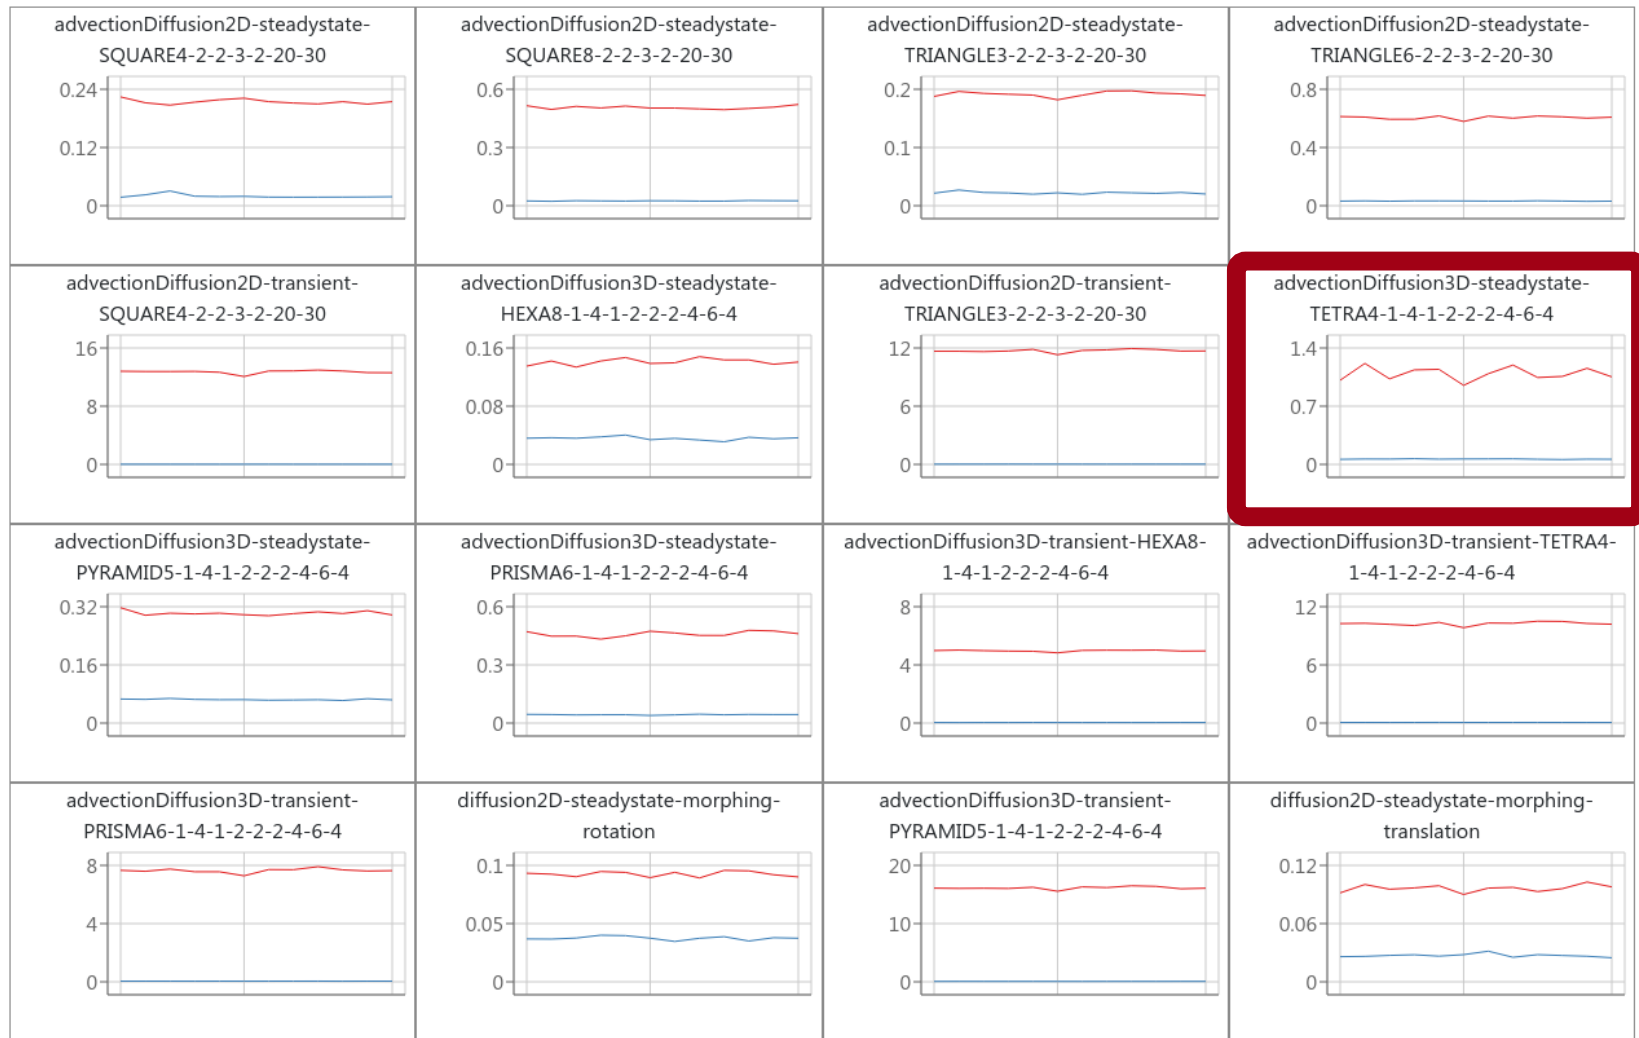 advectionDiffusion2D-steadystate-
SQUARE4-2-2-3-2-20-30
0.24
0.12
0
advectionDiffusion2D-steadystate-
SQUARE8-2-2-3-2-20-30
0.6
0.3
0
advectionDiffusion2D-steadystate-
TRIANGLE3-2-2-3-2-20-30
0.2
0.1
0
advectionDiffusion2D-steadystate-
TRIANGLE6-2-2-3-2-20-30
0.8
0.4
0
advectionDiffusion2D-transient-
SQUARE4-2-2-3-2-20-30
16
8
0
advectionDiffusion3D-steadystate-
HEXA8-1-4-1-2-2-2-4-6-4
0.16
0.08
0
advectionDiffusion2D-transient-
TRIANGLE3-2-2-3-2-20-30
12
6
0
advectionDiffusion3D-steadystate-
TETRA4-1-4-1-2-2-2-4-6-4
1.4
0.7
0
advectionDiffusion3D-steadystate-
PYRAMID5-1-4-1-2-2-2-4-6-4
0.32
0.16
0
advectionDiffusion3D-steadystate-
PRISMA6-1-4-1-2-2-2-4-6-4
0.6
0.3
0
advectionDiffusion3D-transient-HEXA8-
1-4-1-2-2-2-4-6-4
8
4
0
advectionDiffusion3D-transient-TETRA4-
1-4-1-2-2-2-4-6-4
12
6
0
advectionDiffusion3D-transient-
PRISMA6-1-4-1-2-2-2-4-6-4
8
4
0
diffusion2D-steadystate-morphing-
rotation
0.1
0.05
0
advectionDiffusion3D-transient-
PYRAMID5-1-4-1-2-2-2-4-6-4
20
10
0
diffusion2D-steadystate-morphing-
translation
0.12
0.06
0